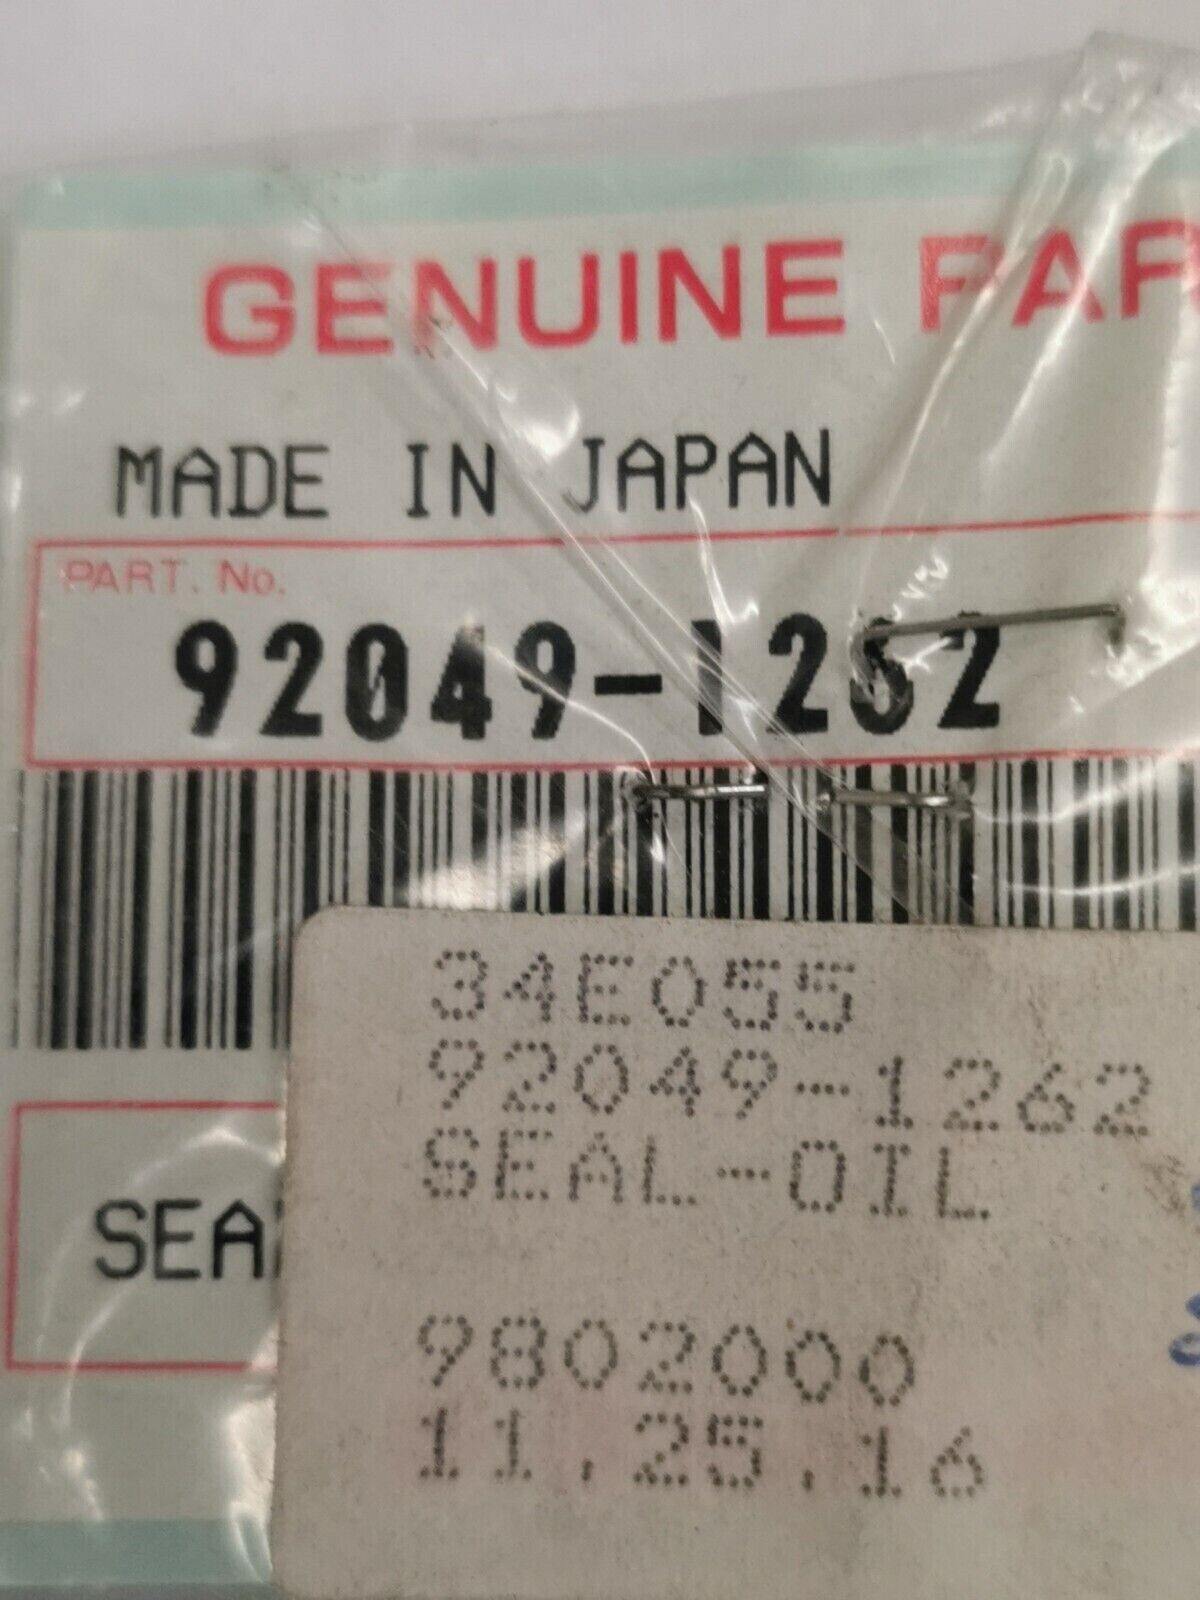 GENUINE PAR
MADE IN JAPAN
PART. No.
92049-1262
34E055
92049-1262
SEAL-OIL
SEA
9802000
11.25.16